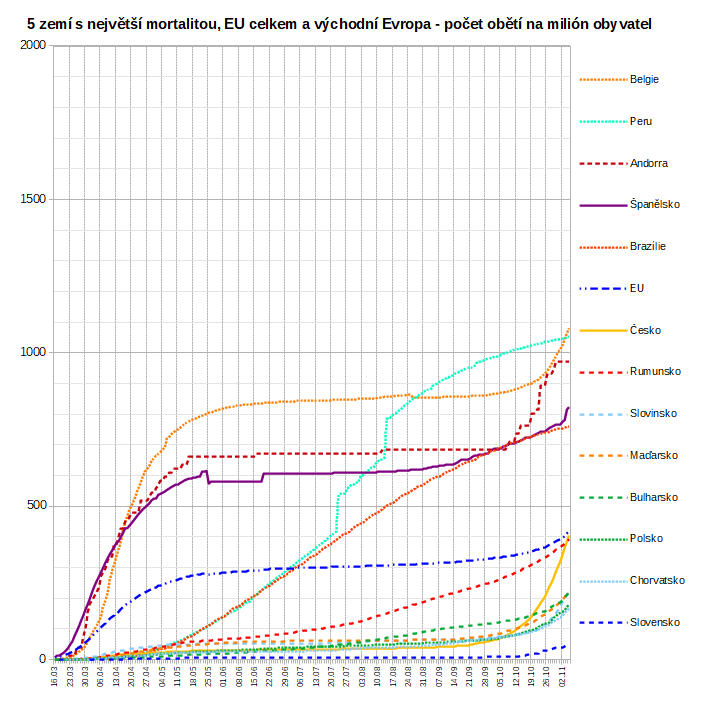 5 zemí s největší mortalitou, EU celkem a východní Evropa - počet obětí na milión obyvatel
2000
1500
1000
500
0
Belgie
Peru
Andorra
Španělsko
Brazílie
EU
Česko
Rumunsko
Slovinsko
Maďarsko
Bulharsko
Polsko
Chorvatsko
Slovensko
16.03
23.03
30.03
06.04
13.04
20.04
27.04
04.05
11.05
18.05
25.05
01.06
08.06
15.06
22.06
29.06
06.07
13.07
20.07
27.07
03.08
10.08
17.08
24.08
31.08
07.09
14.09
21.09
28.09
05.10
12.10
19.10
26.10
02.11